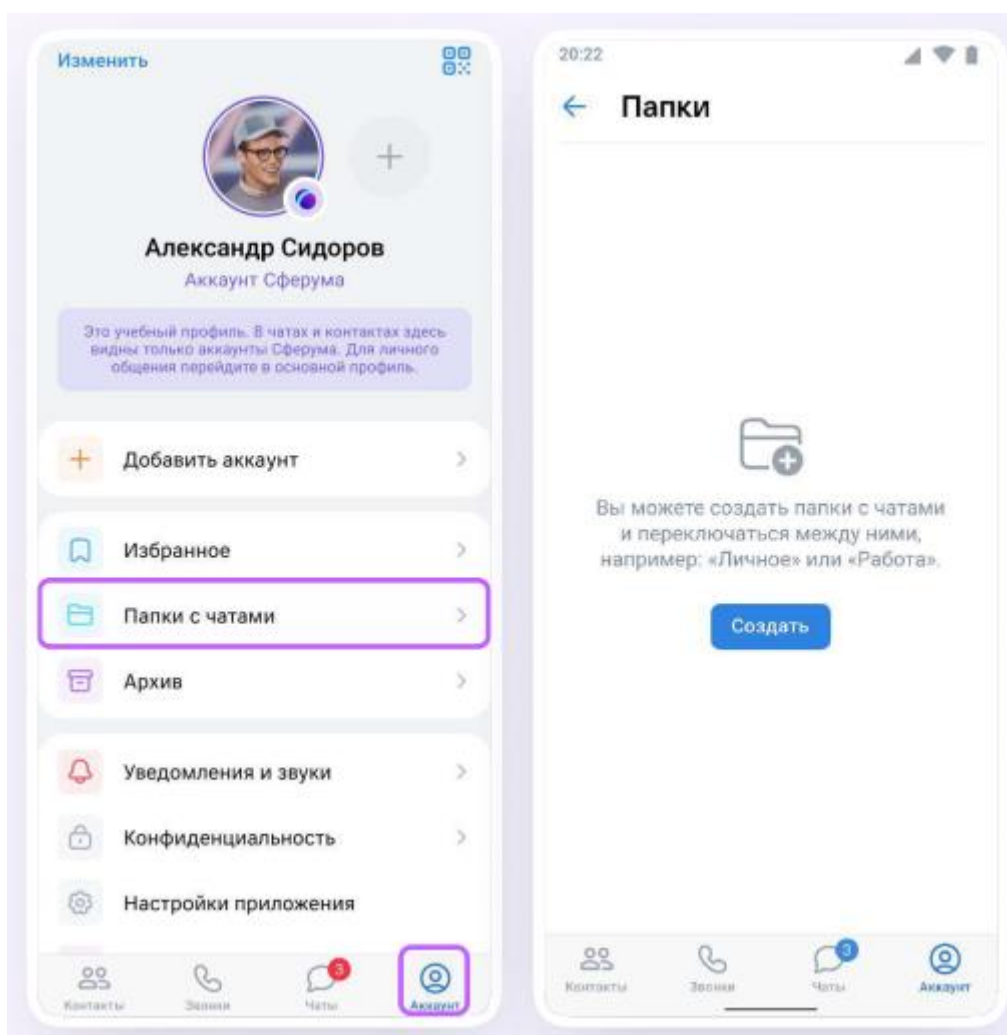 Изменить
Александр Сидоров
Аккаунт Сферума
Это учебный профиль. В чатах и контактах здесь
видны только аккаунты Сферума. Для личного
общения перейдите в основной профиль.
Добавить аккаунт
Избранное
Папки с чатами
Архив
Уведомления и звуки
Конфиденциальность
Настройки приложения
3
Контакты
Звонки
Чаты
Аккаунт
20:22
Папки
Вы можете создать папки с чатами
и переключаться между ними,
например: «Личное» или «Работа».
Создать
3
Контакты
Звонки
Чаты
Аккаунт